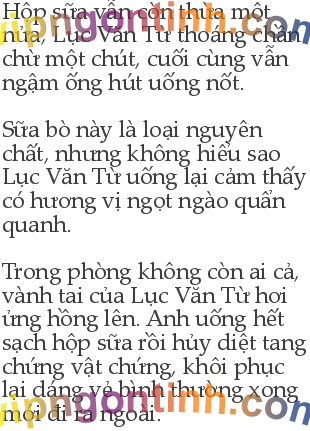 Hộp sữa vẫn còn thừa một
nửa, Lục Văn Từ thoáng chần
chừ một chút, cuối cùng vẫn
ngậm ống hút uống nốt.
Sữa bò này là loại nguyên
chất, nhưng không hiểu sao
Lục Văn Từ uống lại cảm thấy
có hương vị ngọt ngào quẩn
quanh.
Trong phòng không còn ai cả,
vành tai của Lục Văn Từ hơi
ửng hồng lên. Anh uống hết
sạch hộp sữa rồi hủy diệt tang
chứng vật chứng, khôi phục
lại dáng vẻ bình thường xong
mới đi ra ngoài.
vipngontinh.com
vipngontinh.com